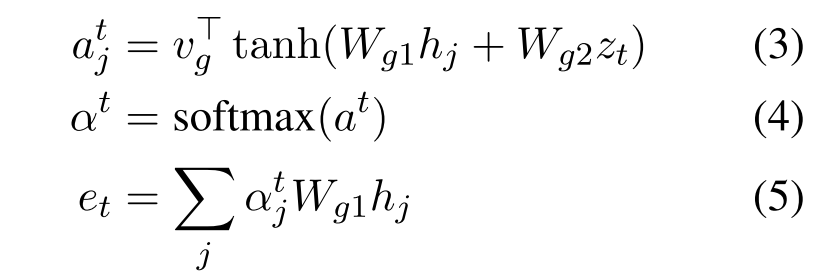 a_j^t = v_g^⊤ tanh(W_{g1} h_j + W_{g2} z_t) (3)
α^t = softmax(a^t) (4)
e_t = ∑_j α_j^t W_{g1} h_j (5)